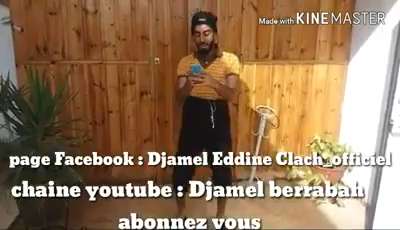 Made with KINEMASTER
page Facebook : Djamel Eddine Clach_officiel
chaine youtube : Djamel berrabah
abonnez vous